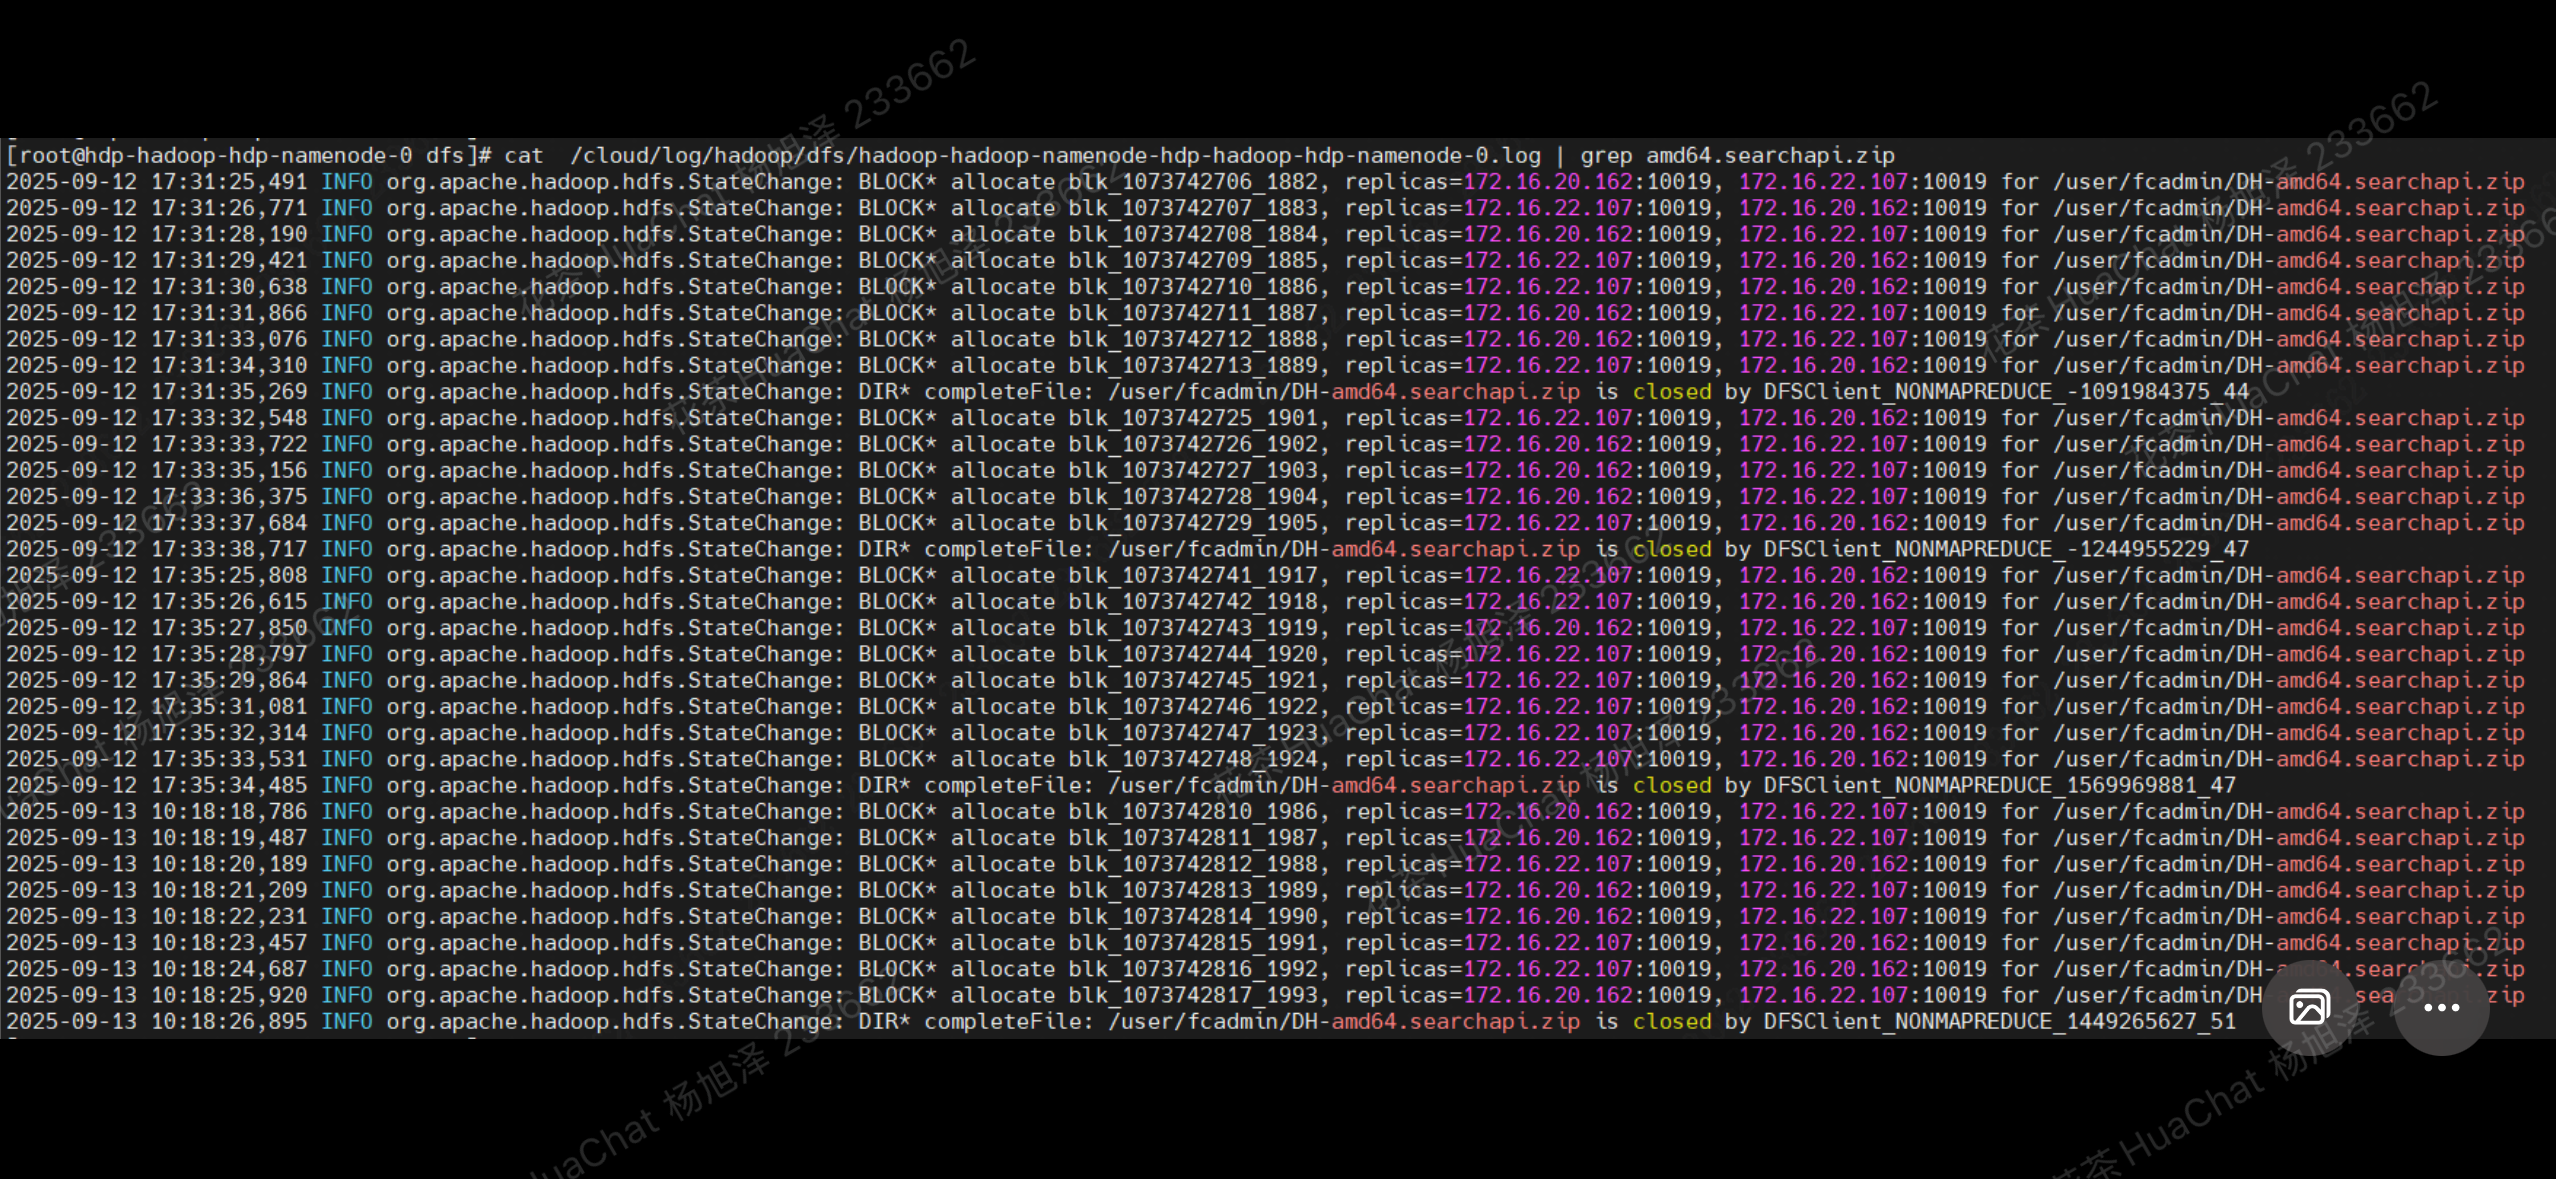 [root@hdp-hadoop-hdp-namenode-0 dfs]# cat  /cloud/log/hadoop/dfs/hadoop-hadoop-namenode-hdp-hadoop-hdp-namenode-0.log | grep amd64.searchapi.zip
2025-09-12 17:31:25,491 INFO org.apache.hadoop.hdfs.StateChange: BLOCK* allocate blk_1073742706_1882, replicas=172.16.20.162:10019, 172.16.22.107:10019 for /user/fcadmin/DH-amd64.searchapi.zip
2025-09-12 17:31:26,771 INFO org.apache.hadoop.hdfs.StateChange: BLOCK* allocate blk_1073742707_1883, replicas=172.16.22.107:10019, 172.16.20.162:10019 for /user/fcadmin/DH-amd64.searchapi.zip
2025-09-12 17:31:28,190 INFO org.apache.hadoop.hdfs.StateChange: BLOCK* allocate blk_1073742708_1884, replicas=172.16.20.162:10019, 172.16.22.107:10019 for /user/fcadmin/DH-amd64.searchapi.zip
2025-09-12 17:31:29,421 INFO org.apache.hadoop.hdfs.StateChange: BLOCK* allocate blk_1073742709_1885, replicas=172.16.22.107:10019, 172.16.20.162:10019 for /user/fcadmin/DH-amd64.searchapi.zip
2025-09-12 17:31:30,638 INFO org.apache.hadoop.hdfs.StateChange: BLOCK* allocate blk_1073742710_1886, replicas=172.16.22.107:10019, 172.16.20.162:10019 for /user/fcadmin/DH-amd64.searchapi.zip
2025-09-12 17:31:31,866 INFO org.apache.hadoop.hdfs.StateChange: BLOCK* allocate blk_1073742711_1887, replicas=172.16.22.107:10019, 172.16.20.162:10019 for /user/fcadmin/DH-amd64.searchapi.zip
2025-09-12 17:31:33,076 INFO org.apache.hadoop.hdfs.StateChange: BLOCK* allocate blk_1073742712_1888, replicas=172.16.20.162:10019, 172.16.22.107:10019 for /user/fcadmin/DH-amd64.searchapi.zip
2025-09-12 17:31:34,310 INFO org.apache.hadoop.hdfs.StateChange: BLOCK* allocate blk_1073742713_1889, replicas=172.16.22.107:10019, 172.16.20.162:10019 for /user/fcadmin/DH-amd64.searchapi.zip
2025-09-12 17:31:35,269 INFO org.apache.hadoop.hdfs.StateChange: DIR* completeFile: /user/fcadmin/DH-amd64.searchapi.zip is closed by DFSClient_NONMAPREDUCE_-1091984375_44
2025-09-12 17:33:32,548 INFO org.apache.hadoop.hdfs.StateChange: BLOCK* allocate blk_1073742725_1901, replicas=172.16.22.107:10019, 172.16.20.162:10019 for /user/fcadmin/DH-amd64.searchapi.zip
2025-09-12 17:33:33,722 INFO org.apache.hadoop.hdfs.StateChange: BLOCK* allocate blk_1073742726_1902, replicas=172.16.20.162:10019, 172.16.22.107:10019 for /user/fcadmin/DH-amd64.searchapi.zip
2025-09-12 17:33:35,156 INFO org.apache.hadoop.hdfs.StateChange: BLOCK* allocate blk_1073742727_1903, replicas=172.16.20.162:10019, 172.16.22.107:10019 for /user/fcadmin/DH-amd64.searchapi.zip
2025-09-12 17:33:36,375 INFO org.apache.hadoop.hdfs.StateChange: BLOCK* allocate blk_1073742728_1904, replicas=172.16.20.162:10019, 172.16.22.107:10019 for /user/fcadmin/DH-amd64.searchapi.zip
2025-09-12 17:33:37,684 INFO org.apache.hadoop.hdfs.StateChange: BLOCK* allocate blk_1073742729_1905, replicas=172.16.22.107:10019, 172.16.20.162:10019 for /user/fcadmin/DH-amd64.searchapi.zip
2025-09-12 17:33:38,717 INFO org.apache.hadoop.hdfs.StateChange: DIR* completeFile: /user/fcadmin/DH-amd64.searchapi.zip is closed by DFSClient_NONMAPREDUCE_-1244955229_47
2025-09-12 17:35:25,808 INFO org.apache.hadoop.hdfs.StateChange: BLOCK* allocate blk_1073742741_1917, replicas=172.16.22.107:10019, 172.16.20.162:10019 for /user/fcadmin/DH-amd64.searchapi.zip
2025-09-12 17:35:26,615 INFO org.apache.hadoop.hdfs.StateChange: BLOCK* allocate blk_1073742742_1918, replicas=172.16.22.107:10019, 172.16.20.162:10019 for /user/fcadmin/DH-amd64.searchapi.zip
2025-09-12 17:35:27,850 INFO org.apache.hadoop.hdfs.StateChange: BLOCK* allocate blk_1073742743_1919, replicas=172.16.20.162:10019, 172.16.22.107:10019 for /user/fcadmin/DH-amd64.searchapi.zip
2025-09-12 17:35:28,797 INFO org.apache.hadoop.hdfs.StateChange: BLOCK* allocate blk_1073742744_1920, replicas=172.16.22.107:10019, 172.16.20.162:10019 for /user/fcadmin/DH-amd64.searchapi.zip
2025-09-12 17:35:29,864 INFO org.apache.hadoop.hdfs.StateChange: BLOCK* allocate blk_1073742745_1921, replicas=172.16.22.107:10019, 172.16.20.162:10019 for /user/fcadmin/DH-amd64.searchapi.zip
2025-09-12 17:35:31,081 INFO org.apache.hadoop.hdfs.StateChange: BLOCK* allocate blk_1073742746_1922, replicas=172.16.20.162:10019, 172.16.22.107:10019 for /user/fcadmin/DH-amd64.searchapi.zip
2025-09-12 17:35:32,314 INFO org.apache.hadoop.hdfs.StateChange: BLOCK* allocate blk_1073742747_1923, replicas=172.16.20.162:10019, 172.16.22.107:10019 for /user/fcadmin/DH-amd64.searchapi.zip
2025-09-12 17:35:33,531 INFO org.apache.hadoop.hdfs.StateChange: BLOCK* allocate blk_1073742748_1924, replicas=172.16.22.107:10019, 172.16.20.162:10019 for /user/fcadmin/DH-amd64.searchapi.zip
2025-09-12 17:35:34,485 INFO org.apache.hadoop.hdfs.StateChange: DIR* completeFile: /user/fcadmin/DH-amd64.searchapi.zip is closed by DFSClient_NONMAPREDUCE_1569969881_47
2025-09-13 10:18:18,786 INFO org.apache.hadoop.hdfs.StateChange: BLOCK* allocate blk_1073742810_1986, replicas=172.16.20.162:10019, 172.16.22.107:10019 for /user/fcadmin/DH-amd64.searchapi.zip
2025-09-13 10:18:19,487 INFO org.apache.hadoop.hdfs.StateChange: BLOCK* allocate blk_1073742811_1987, replicas=172.16.20.162:10019, 172.16.22.107:10019 for /user/fcadmin/DH-amd64.searchapi.zip
2025-09-13 10:18:20,189 INFO org.apache.hadoop.hdfs.StateChange: BLOCK* allocate blk_1073742812_1988, replicas=172.16.22.107:10019, 172.16.20.162:10019 for /user/fcadmin/DH-amd64.searchapi.zip
2025-09-13 10:18:21,209 INFO org.apache.hadoop.hdfs.StateChange: BLOCK* allocate blk_1073742813_1989, replicas=172.16.20.162:10019, 172.16.22.107:10019 for /user/fcadmin/DH-amd64.searchapi.zip
2025-09-13 10:18:22,231 INFO org.apache.hadoop.hdfs.StateChange: BLOCK* allocate blk_1073742814_1990, replicas=172.16.20.162:10019, 172.16.22.107:10019 for /user/fcadmin/DH-amd64.searchapi.zip
2025-09-13 10:18:23,457 INFO org.apache.hadoop.hdfs.StateChange: BLOCK* allocate blk_1073742815_1991, replicas=172.16.22.107:10019, 172.16.20.162:10019 for /user/fcadmin/DH-amd64.searchapi.zip
2025-09-13 10:18:24,687 INFO org.apache.hadoop.hdfs.StateChange: BLOCK* allocate blk_1073742816_1992, replicas=172.16.22.107:10019, 172.16.20.162:10019 for /user/fcadmin/DH-amd64.searchapi.zip
2025-09-13 10:18:25,920 INFO org.apache.hadoop.hdfs.StateChange: BLOCK* allocate blk_1073742817_1993, replicas=172.16.20.162:10019, 172.16.22.107:10019 for /user/fcadmin/DH-amd64.searchapi.zip
2025-09-13 10:18:26,895 INFO org.apache.hadoop.hdfs.StateChange: DIR* completeFile: /user/fcadmin/DH-amd64.searchapi.zip is closed by DFSClient_NONMAPREDUCE_1449265627_51
花茶 HuaChat 杨旭泽 233662